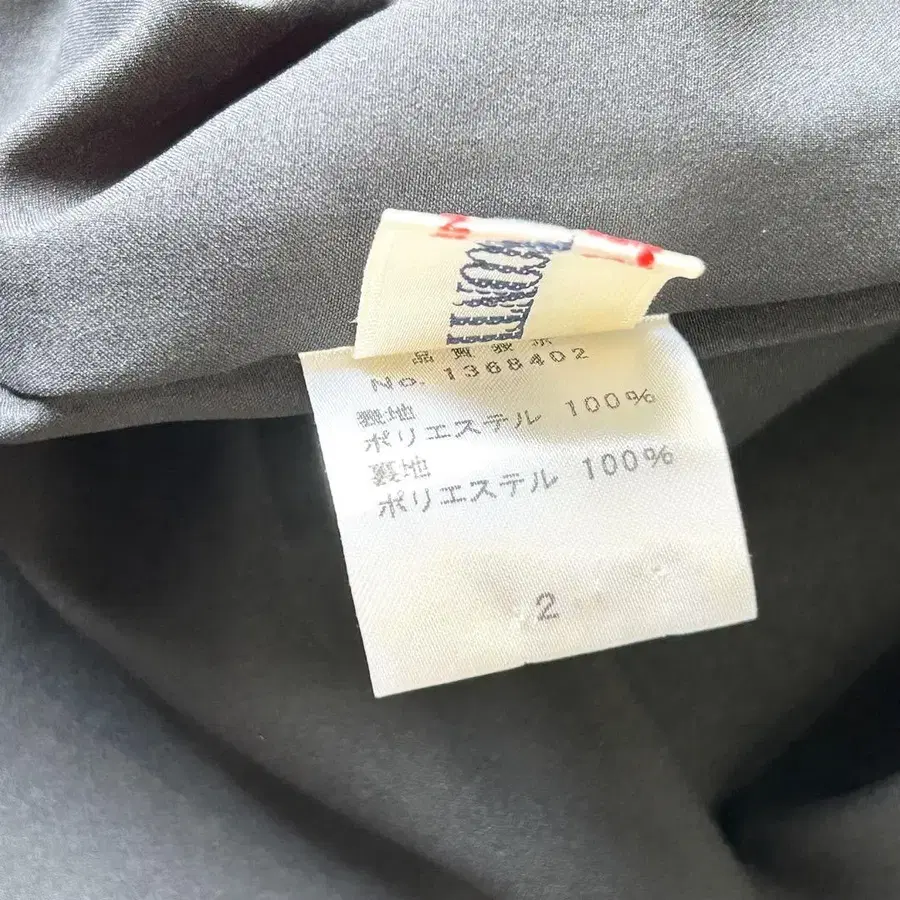 品質表示
No. 1368402
表地
ポリエステル 100%
裏地
ポリエステル 100%
2